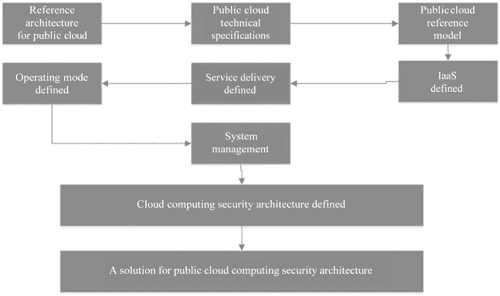 Reference
architecture
for public cloud
Public cloud
technical
specifications
Public cloud
reference
model
IaaS
defined
Service delivery
defined
Operating mode
defined
System
management
Cloud computing security architecture defined
A solution for public cloud computing security architecture